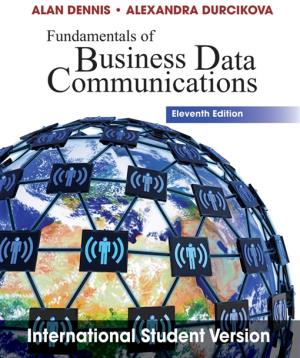 ALAN DENNIS • ALEXANDRA DURCIKOVA
Fundamentals of
Business Data
Communications
Eleventh Edition
International Student Version